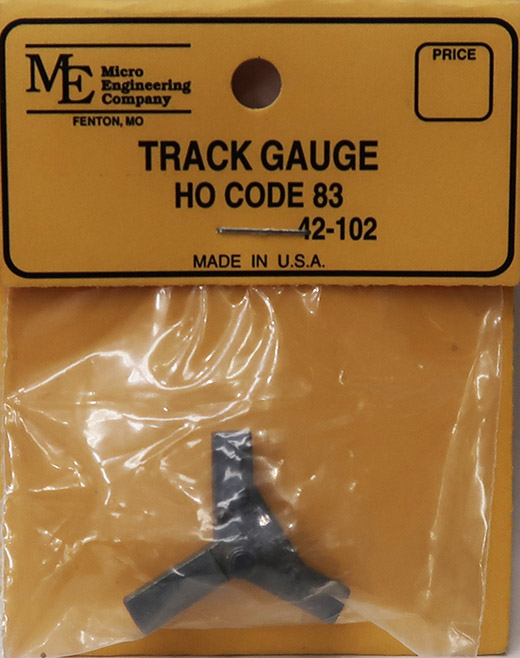 ME Micro
Engineering
Company
FENTON, MO
PRICE
TRACK GAUGE
HO CODE 83
42-102
MADE IN U.S.A.